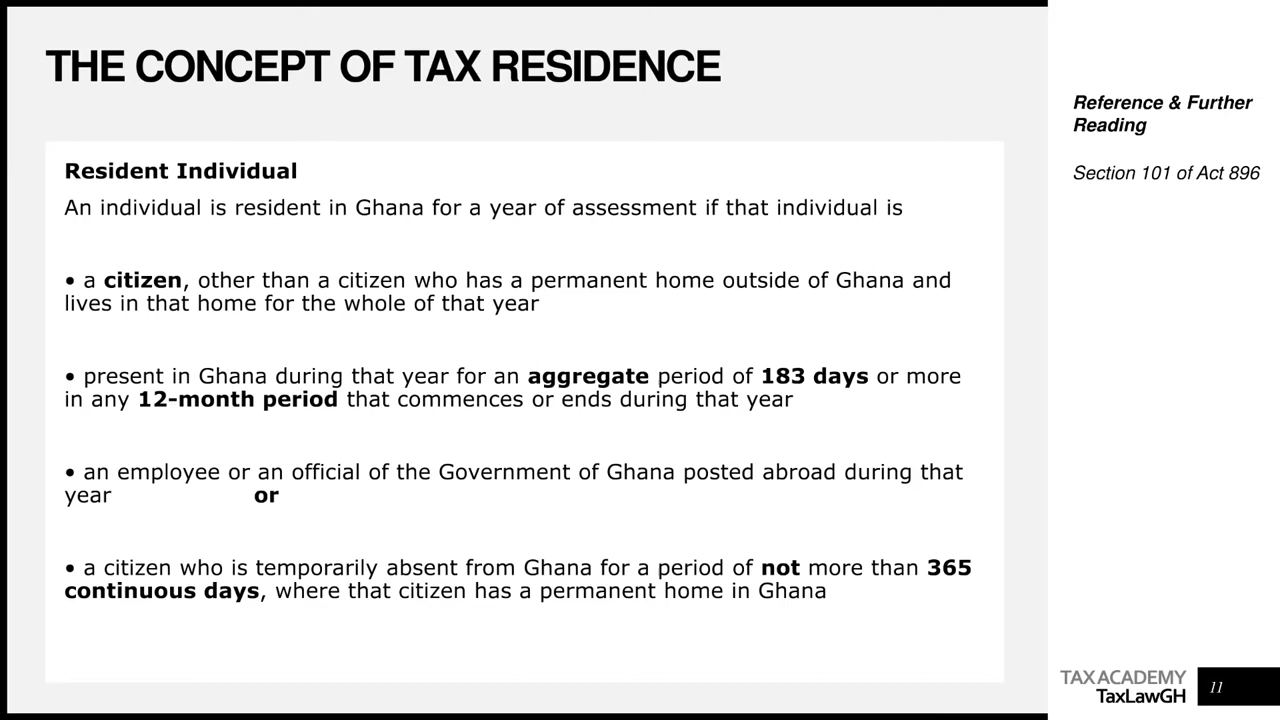 THE CONCEPT OF TAX RESIDENCE
Resident Individual
An individual is resident in Ghana for a year of assessment if that individual is
• a citizen, other than a citizen who has a permanent home outside of Ghana and
lives in that home for the whole of that year
• present in Ghana during that year for an aggregate period of 183 days or more
in any 12-month period that commences or ends during that year
• an employee or an official of the Government of Ghana posted abroad during that
year or
• a citizen who is temporarily absent from Ghana for a period of not more than 365
continuous days, where that citizen has a permanent home in Ghana
Reference & Further
Reading
Section 101 of Act 896
TAX ACADEMY
TaxLawGH
11